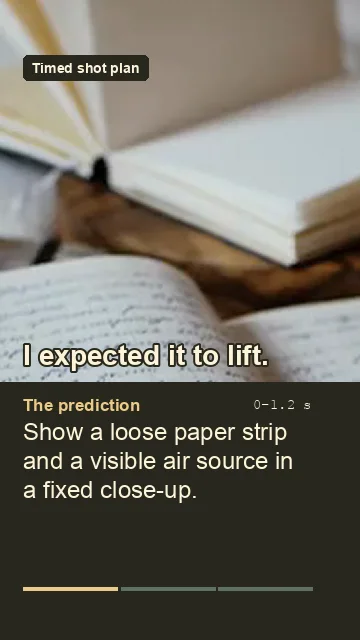 Timed shot plan
I expected it to lift.
The prediction
0–1.2 s
Show a loose paper strip
and a visible air source in
a fixed close-up.